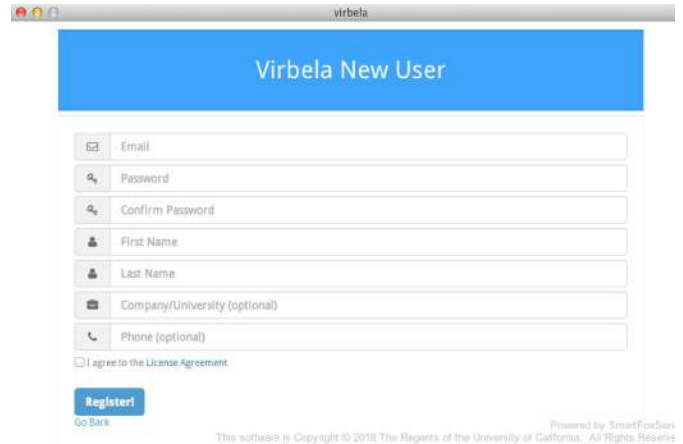 virbela
Virbela New User
Email
Password
Confirm Password
First Name
Last Name
Company/University (optional)
Phone (optional)
I agree to the License Agreement
Register!
Go Back
Powered by SmartFoxServ
This software is Copyright © 2016 The Regents of the University of California. All Rights Reserve